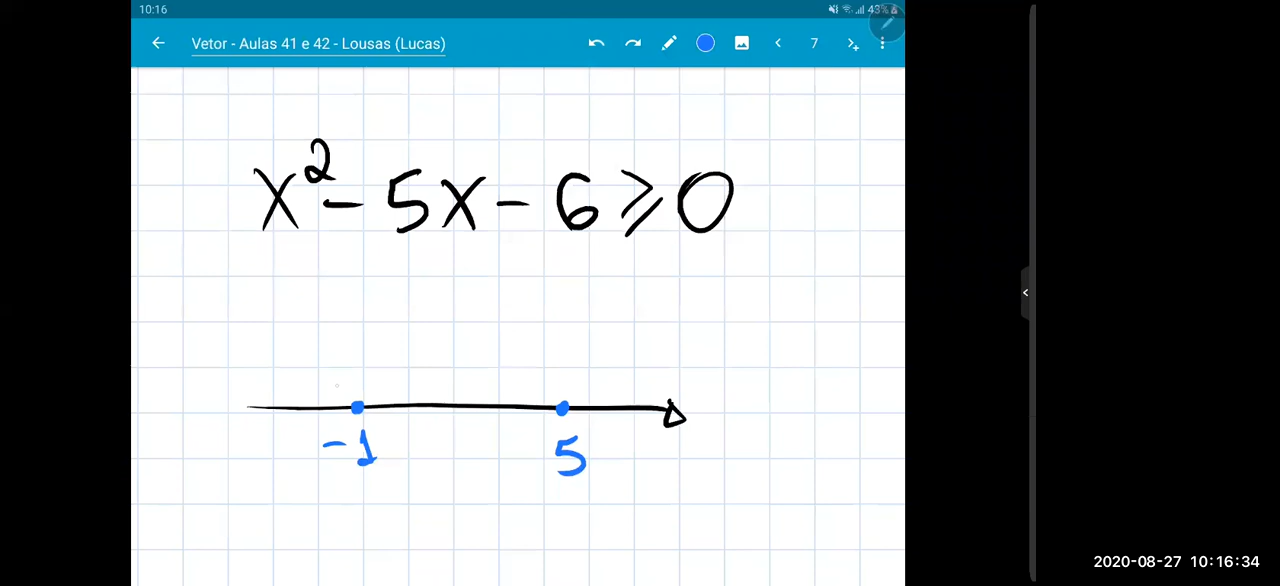 10:16 43%
Vetor - Aulas 41 e 42 - Lousas (Lucas) 7
x² - 5x - 6 ⩾ 0
-1 5
2020-08-27 10:16:34